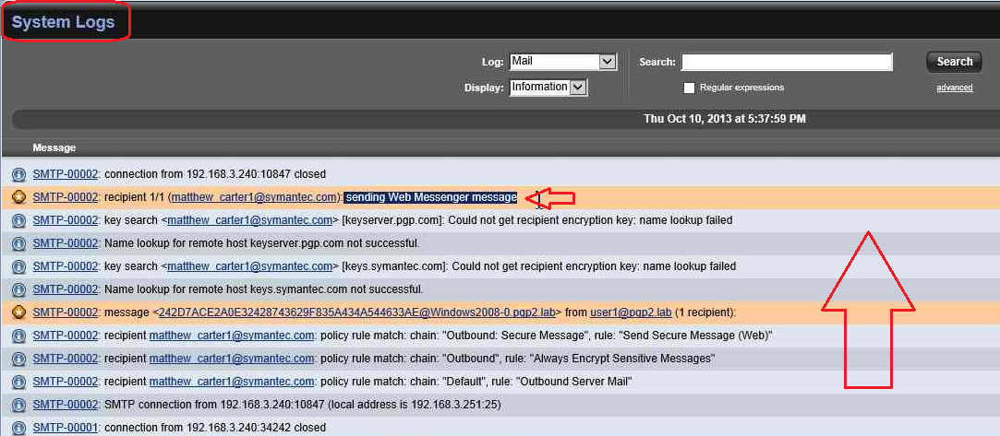 System Logs
Log: Mail Search: Search
Display: Information Regular expressions advanced
Thu Oct 10, 2013 at 5:37:59 PM
Message
SMTP-00002: connection from 192.168.3.240:10847 closed
SMTP-00002: recipient 1/1 (matthew_carter1@symantec.com): sending Web Messenger message
SMTP-00002: key search <matthew_carter1@symantec.com> [keyserver.pgp.com]: Could not get recipient encryption key: name lookup failed
SMTP-00002: Name lookup for remote host keyserver.pgp.com not successful.
SMTP-00002: key search <matthew_carter1@symantec.com> [keys.symantec.com]: Could not get recipient encryption key: name lookup failed
SMTP-00002: Name lookup for remote host keys.symantec.com not successful.
SMTP-00002: message <242D7ACE2A0E32428743629F835A434A544633AE@Windows2008-0.pgp2.lab> from user1@pgp2.lab (1 recipient):
SMTP-00002: recipient matthew_carter1@symantec.com: policy rule match: chain: "Outbound: Secure Message", rule: "Send Secure Message (Web)"
SMTP-00002: recipient matthew_carter1@symantec.com: policy rule match: chain: "Outbound", rule: "Always Encrypt Sensitive Messages"
SMTP-00002: recipient matthew_carter1@symantec.com: policy rule match: chain: "Default", rule: "Outbound Server Mail"
SMTP-00002: SMTP connection from 192.168.3.240:10847 (local address is 192.168.3.251:25)
SMTP-00001: connection from 192.168.3.240:34242 closed